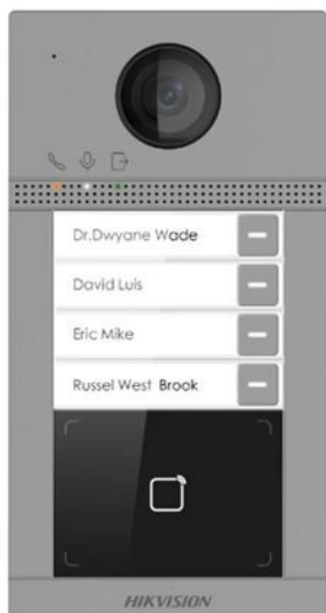 Dr.Dwyane Wade
David Luis
Eric Mike
Russel West Brook
HIKVISION